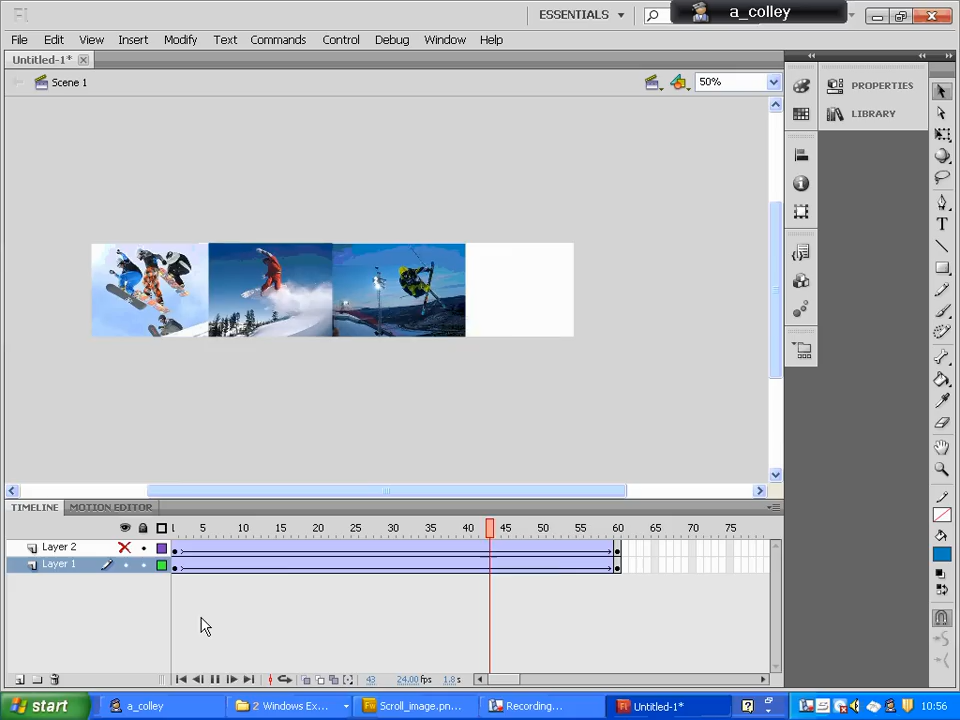 Fl
ESSENTIALS
a_colley
File Edit View Insert Modify Text Commands Control Debug Window Help
Untitled-1*
Scene 1
50%
PROPERTIES
LIBRARY
TIMELINE MOTION EDITOR
1 5 10 15 20 25 30 35 40 45 50 55 60 65 70 75
Layer 2
Layer 1
43 24.00 fps 1.8 s
start a_colley 2 Windows Ex... Scroll_image.pn... Recording... Fl Untitled-1* 10:56